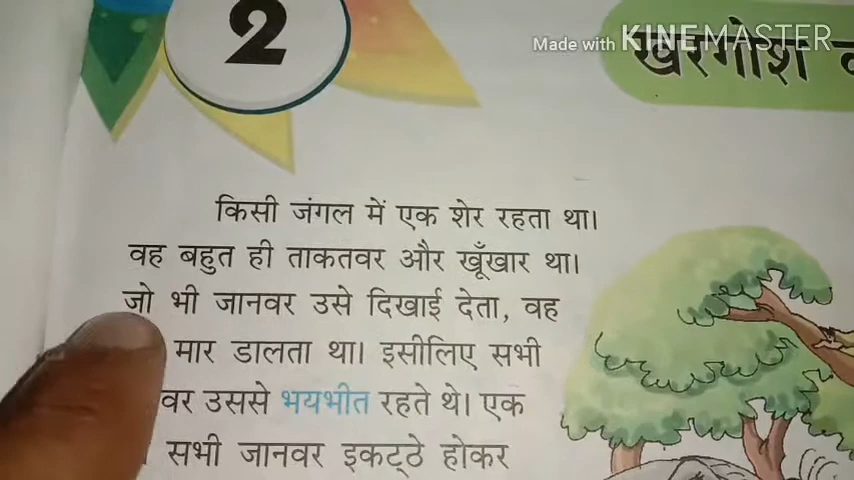 2
Made with KINEMASTER
खरगोश
किसी जंगल में एक शेर रहता था।
वह बहुत ही ताकतवर और खूँखार था।
जो भी जानवर उसे दिखाई देता, वह
मार डालता था। इसीलिए सभी
वर उससे भयभीत रहते थे। एक
सभी जानवर इकट्ठे होकर